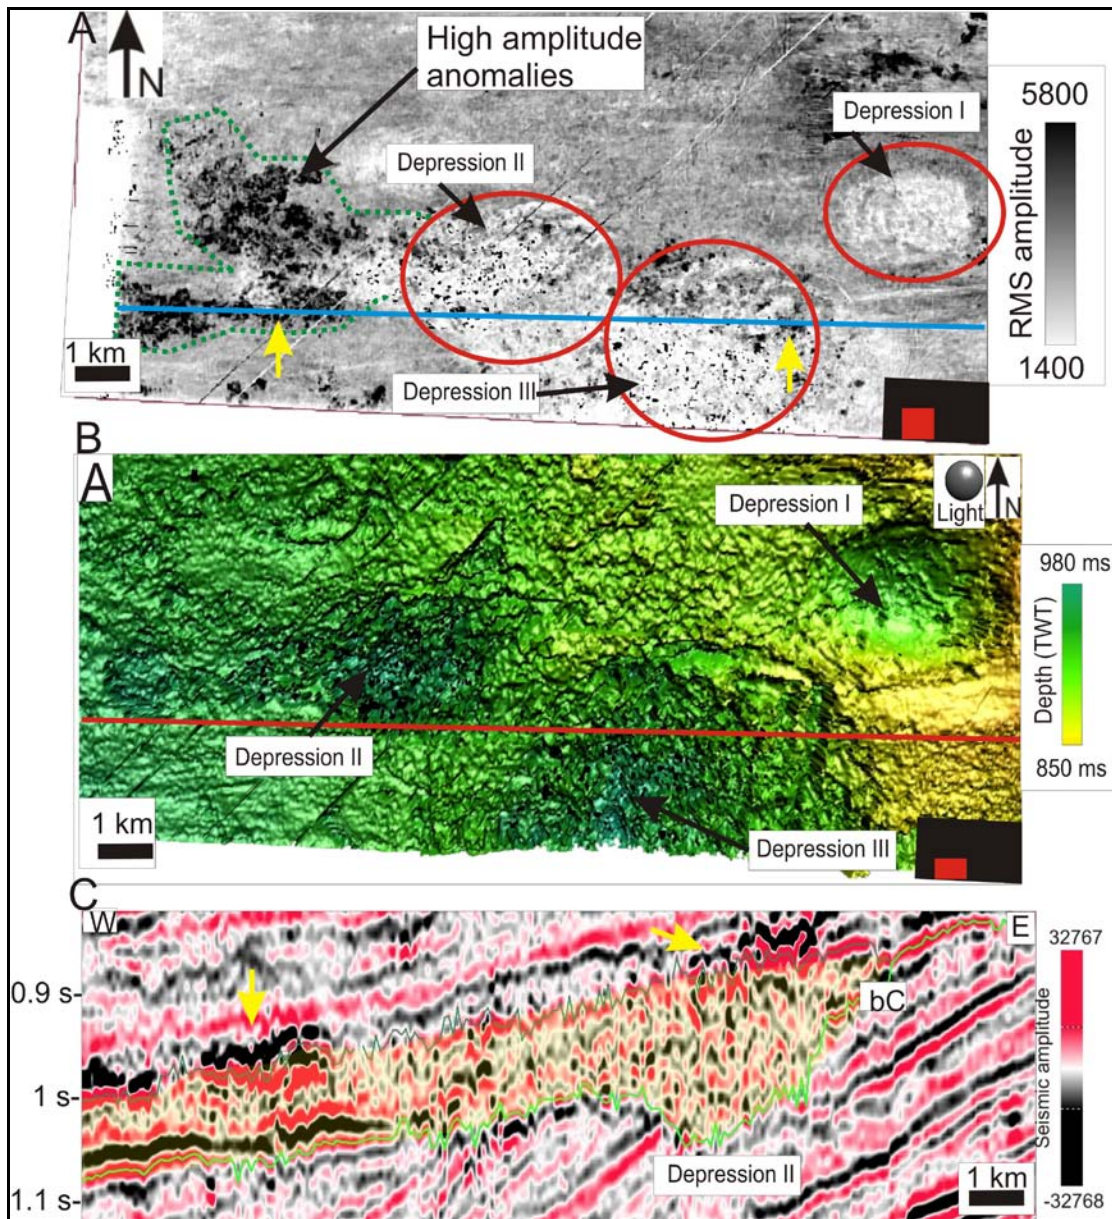 A
N
High amplitude
anomalies
Depression I
Depression II
Depression III
1 km
5800
RMS amplitude
1400
B
A
Light
N
Depression I
Depression II
Depression III
1 km
980 ms
Depth (TWT)
850 ms
C
W
E
0.9 s
1 s
1.1 s
bC
Depression II
1 km
32767
Seismic amplitude
-32768